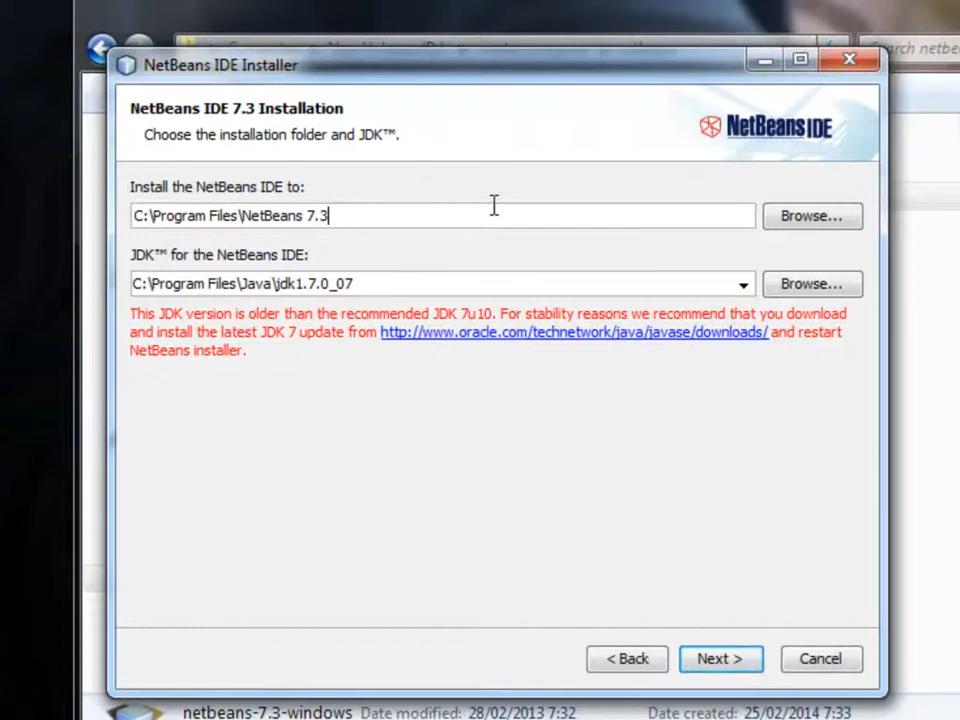 Search netbe
NetBeans IDE Installer
NetBeans IDE 7.3 Installation
Choose the installation folder and JDK™.
NetBeans IDE
Install the NetBeans IDE to:
C:\Program Files\NetBeans 7.3
Browse...
JDK™ for the NetBeans IDE:
C:\Program Files\Java\jdk1.7.0_07
Browse...
This JDK version is older than the recommended JDK 7u10. For stability reasons we recommend that you download
and install the latest JDK 7 update from http://www.oracle.com/technetwork/java/javase/downloads/ and restart
NetBeans installer.
< Back
Next >
Cancel
netbeans-7.3-windows Date modified: 28/02/2013 7:32 Date created: 25/02/2014 7:33